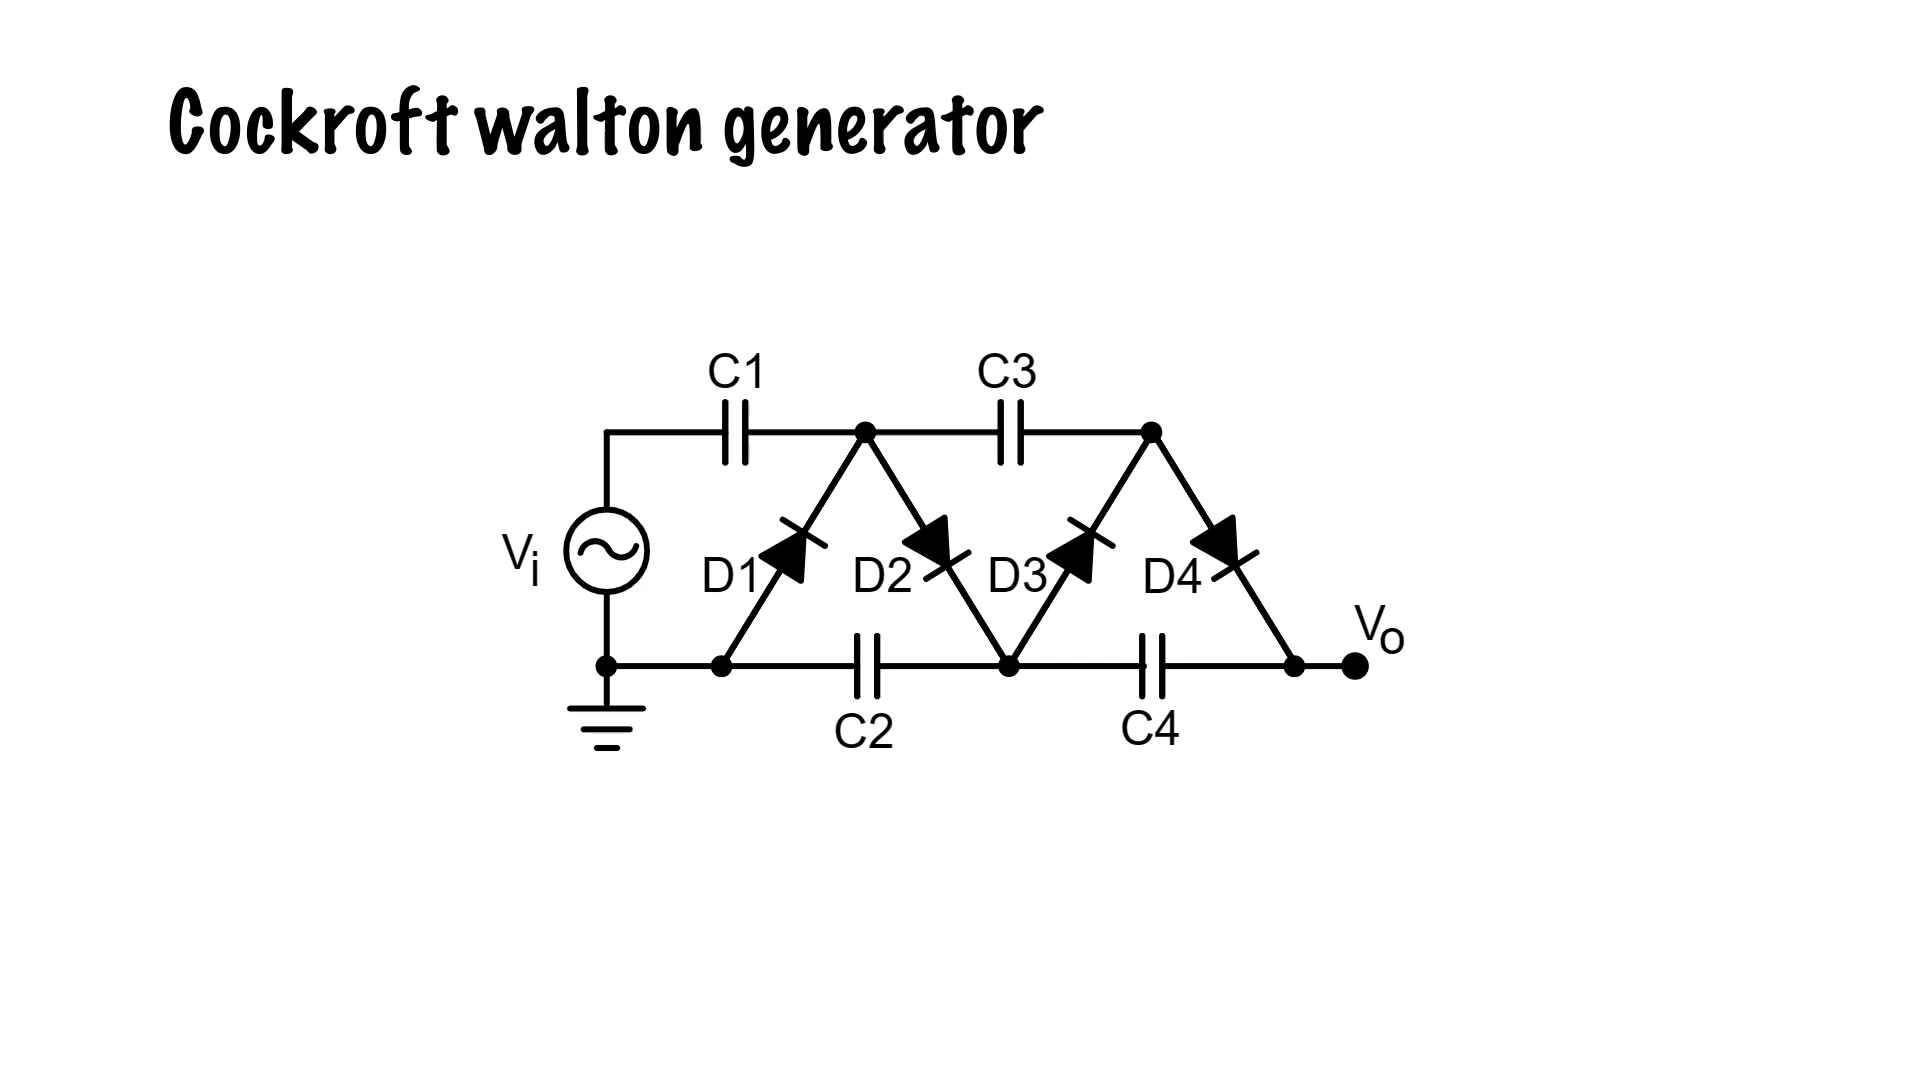 Cockroft walton generator
C1
C3
Vi
D1
D2
D3
D4
Vo
C2
C4